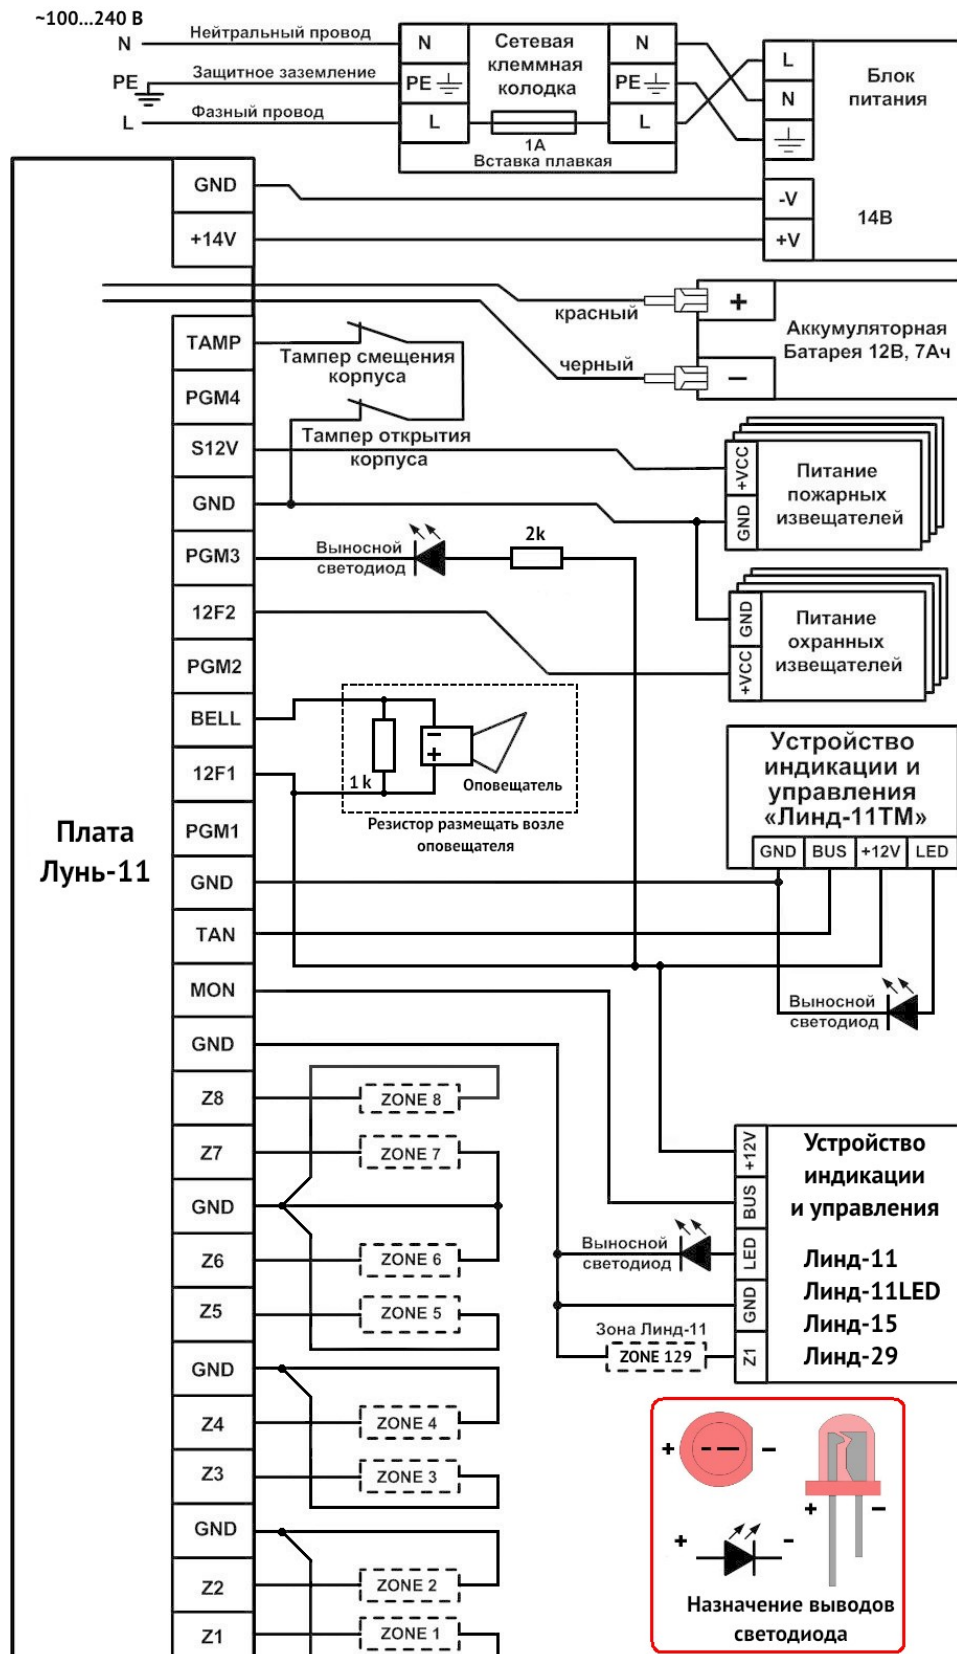 ~100...240 В
N
Нейтральный провод
PE
Защитное заземление
L
Фазный провод
N
PE
L
Сетевая
клеммная
колодка
1А
Вставка плавкая
N
PE
L
L
N
Блок
питания
-V
+V
14В
Плата
Лунь-11
GND
+14V
TAMP
PGM4
S12V
GND
PGM3
12F2
PGM2
BELL
12F1
PGM1
GND
TAN
MON
GND
Z8
Z7
GND
Z6
Z5
GND
Z4
Z3
GND
Z2
Z1
красный
черный
+
−
Аккумуляторная
Батарея 12В, 7Ач
Тампер смещения
корпуса
Тампер открытия
корпуса
+VCC
GND
Питание
пожарных
извещателей
Выносной
светодиод
2k
GND
+VCC
Питание
охранных
извещателей
1 k
−
+
Оповещатель
Резистор размещать возле
оповещателя
Устройство
индикации и
управления
«Линд-11ТМ»
GND BUS +12V LED
Выносной
светодиод
ZONE 8
ZONE 7
ZONE 6
ZONE 5
ZONE 4
ZONE 3
ZONE 2
ZONE 1
+12V
BUS
LED
GND
Z1
Устройство
индикации
и управления
Линд-11
Линд-11LED
Линд-15
Линд-29
Выносной
светодиод
Зона Линд-11
ZONE 129
+ −
+ −
+ -
Назначение выводов
светодиода